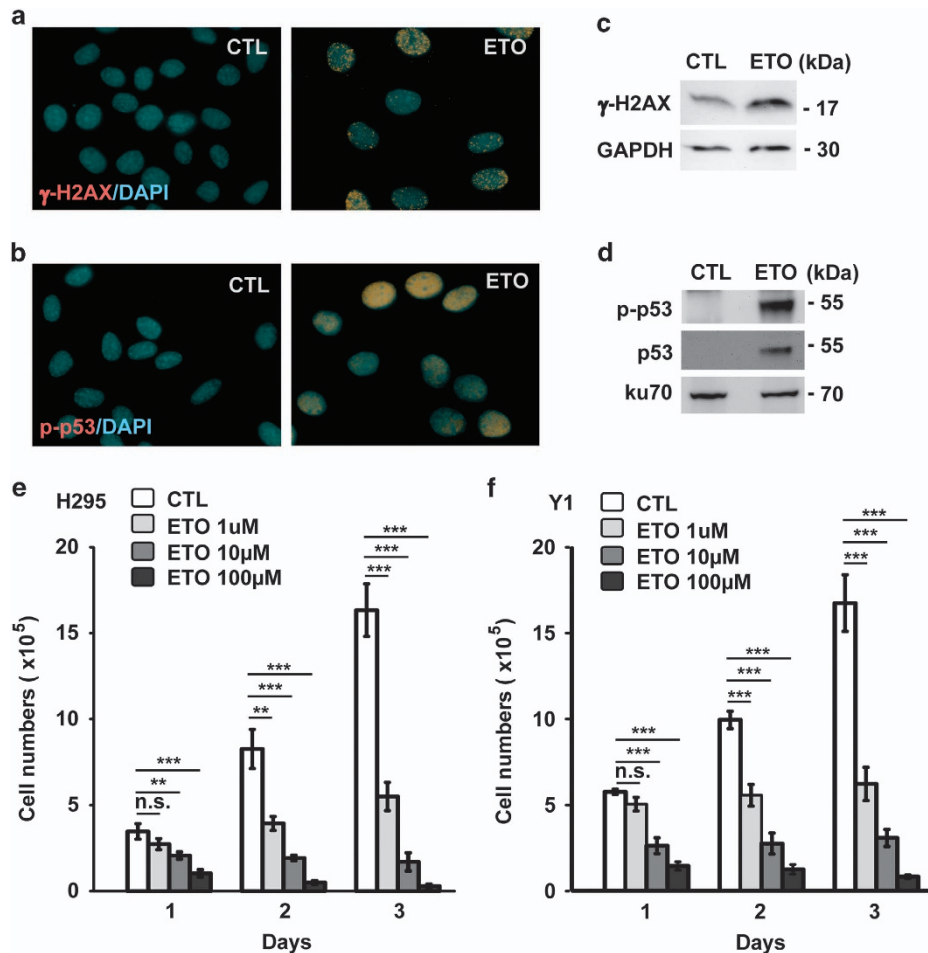 a
CTL
ETO
γ-H2AX/DAPI
b
CTL
ETO
p-p53/DAPI
c
CTL ETO (kDa)
γ-H2AX
- 17
GAPDH
- 30
d
CTL ETO (kDa)
p-p53
- 55
p53
- 55
ku70
- 70
e
H295
CTL
ETO 1uM
ETO 10μM
ETO 100μM
Cell numbers ( x10⁵)
20
15
10
5
0
***
**
n.s.
***
***
**
***
***
***
1 2 3
Days
f
Y1
CTL
ETO 1uM
ETO 10μM
ETO 100μM
Cell numbers ( x10⁵)
20
15
10
5
0
***
***
n.s.
***
***
***
***
***
***
1 2 3
Days